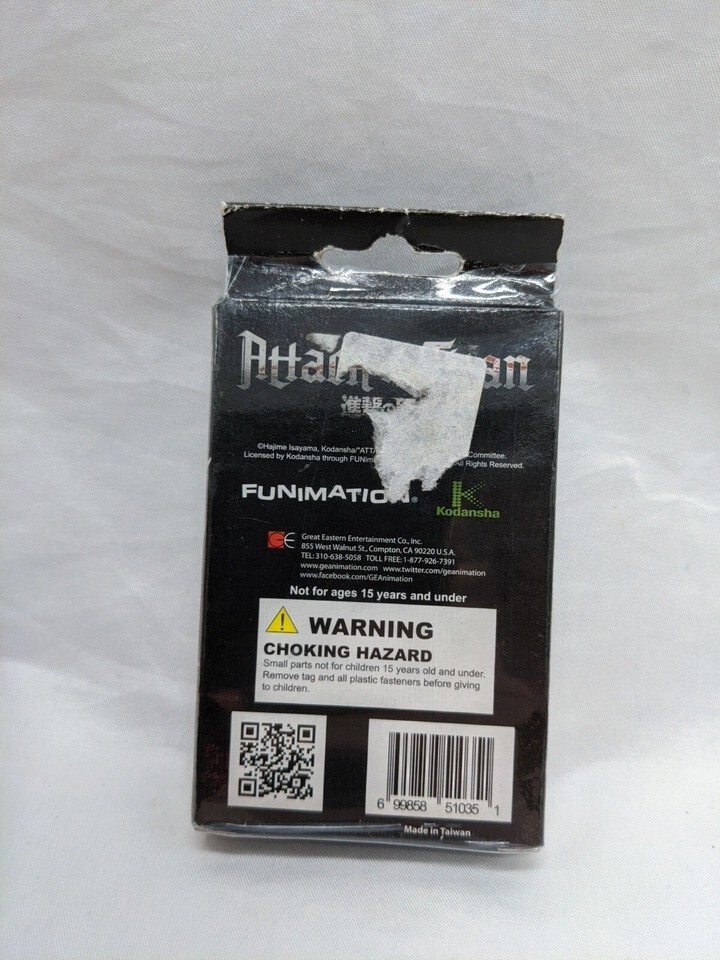 Attac Titan
進撃の
©Hajime Isayama, Kodansha/"ATTA Committee.
Licensed by Kodansha through FUNim All Rights Reserved.
FUNIMATION®
Kodansha
GE Great Eastern Entertainment Co., Inc.
855 West Walnut St., Compton, CA 90220 U.S.A.
TEL: 310-638-5058 TOLL FREE: 1-877-926-7391
www.geanimation.com www.twitter.com/geanimation
www.facebook.com/GEAnimation
Not for ages 15 years and under
WARNING
CHOKING HAZARD
Small parts not for children 15 years old and under.
Remove tag and all plastic fasteners before giving
to children.
6 99858 51035 1
Made in Taiwan